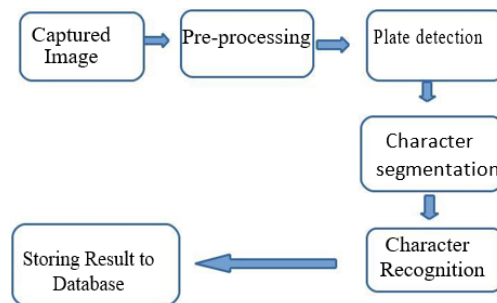 Captured
Image
Pre-processing
Plate detection
Character
segmentation
Character
Recognition
Storing Result to
Database